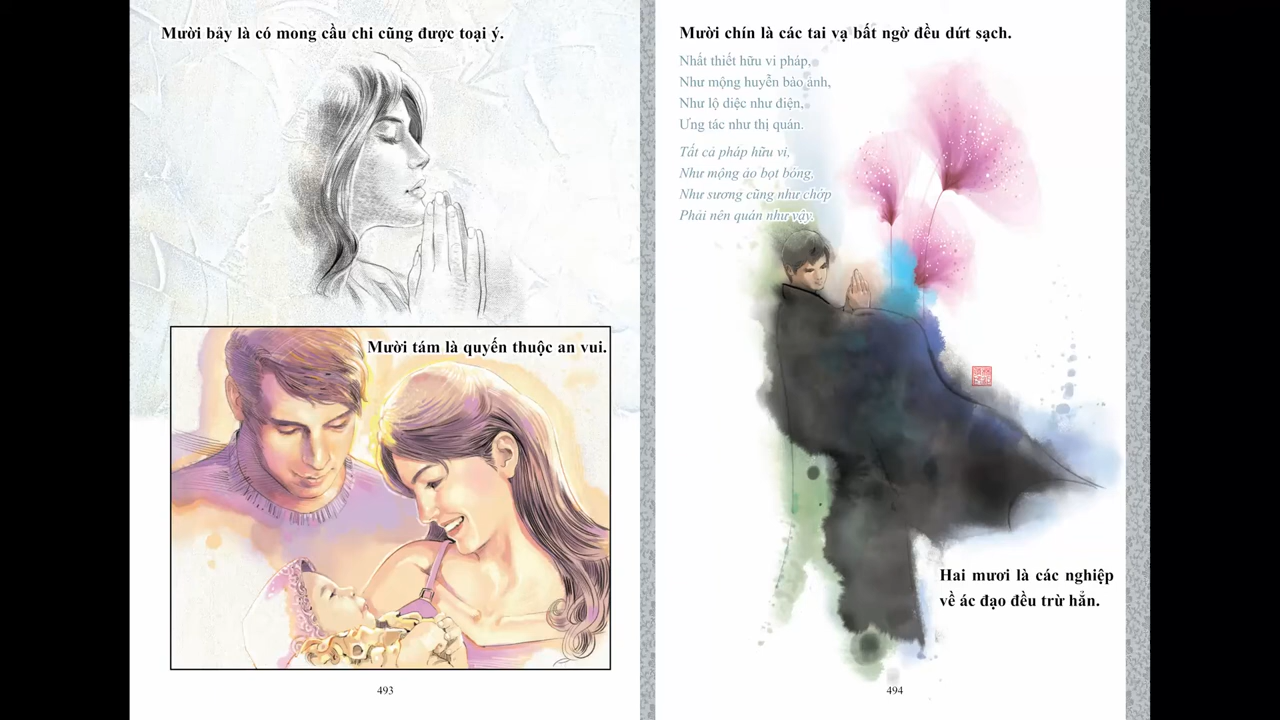 Mười bảy là có mong cầu chi cũng được toại ý.
Mười tám là quyến thuộc an vui.
493
Mười chín là các tai vạ bất ngờ đều dứt sạch.
Nhất thiết hữu vi pháp,
Như mộng huyễn bào ảnh,
Như lộ diệc như điện,
Ưng tác như thị quán.
Tất cả pháp hữu vi,
Như mộng ảo bọt bóng,
Như sương cũng như chớp
Phải nên quán như vậy.
Hai mươi là các nghiệp
về ác đạo đều trừ hẳn.
494